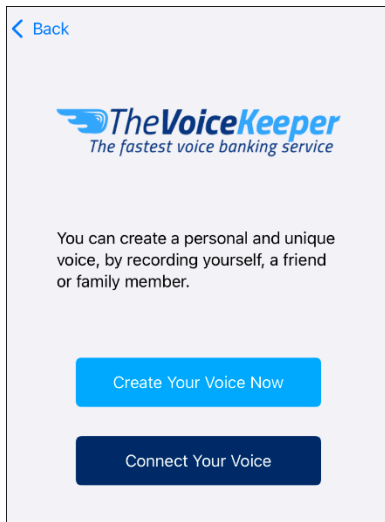 Back
TheVoiceKeeper
The fastest voice banking service
You can create a personal and unique
voice, by recording yourself, a friend
or family member.
Create Your Voice Now
Connect Your Voice